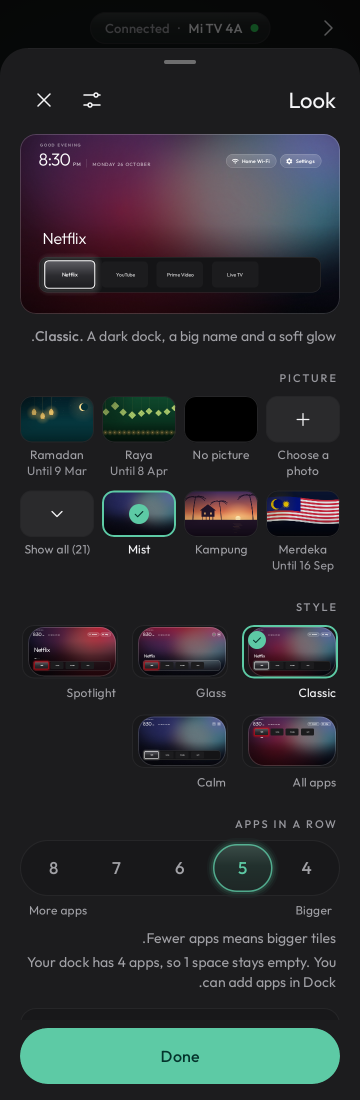 Connected · Mi TV 4A
Look
GOOD EVENING
8:30 PM | MONDAY 26 OCTOBER
Home Wi-Fi
Settings
Netflix
Netflix YouTube Prime Video Live TV
.Classic. A dark dock, a big name and a soft glow
PICTURE
Ramadan
Until 9 Mar
Raya
Until 8 Apr
No picture
Choose a
photo
Show all (21)
Mist
Kampung
Merdeka
Until 16 Sep
STYLE
Spotlight
Glass
Classic
Calm
All apps
APPS IN A ROW
8 7 6 5 4
More apps
Bigger
.Fewer apps means bigger tiles
Your dock has 4 apps, so 1 space stays empty. You
.can add apps in Dock
Done